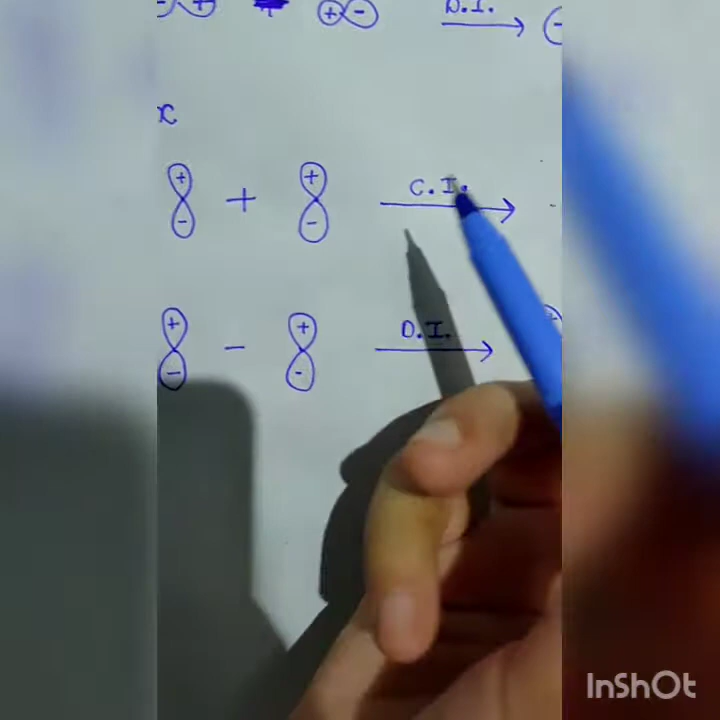 - + + + - D.I. -
π
+ + + C.I.
- -
+ - + D.I. +
- -
InShOt